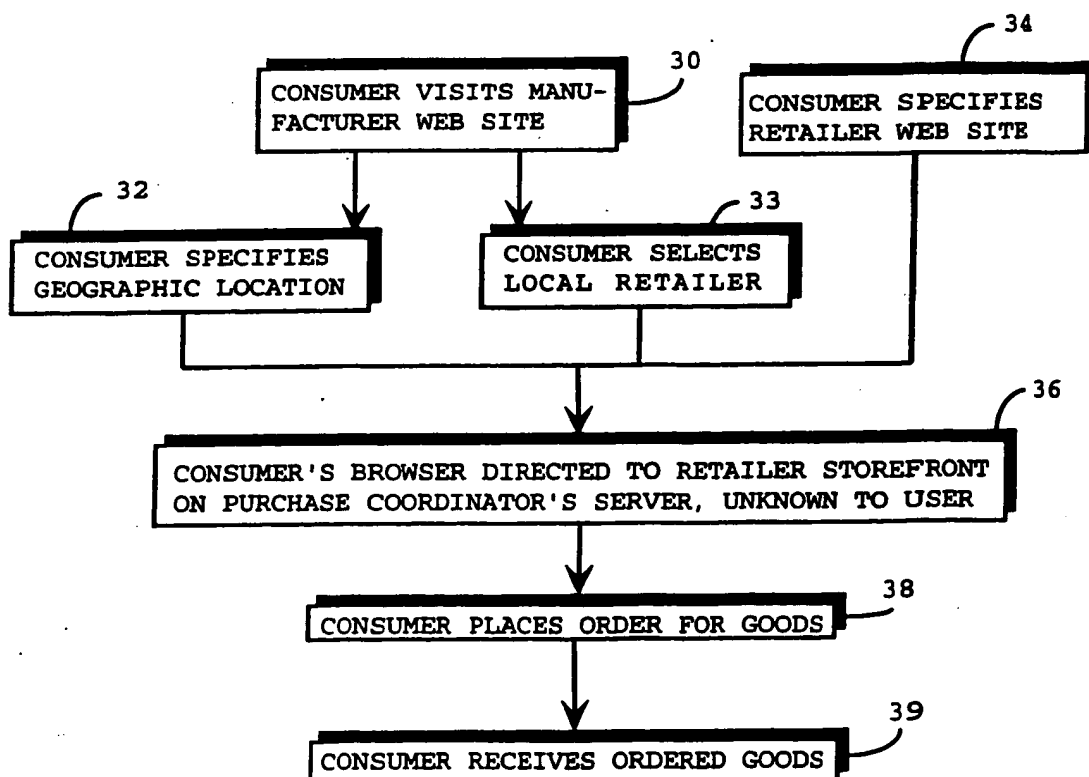 30
34
CONSUMER VISITS MANU-
FACTURER WEB SITE
CONSUMER SPECIFIES
RETAILER WEB SITE
32
33
CONSUMER SPECIFIES
GEOGRAPHIC LOCATION
CONSUMER SELECTS
LOCAL RETAILER
36
CONSUMER'S BROWSER DIRECTED TO RETAILER STOREFRONT
ON PURCHASE COORDINATOR'S SERVER, UNKNOWN TO USER
38
CONSUMER PLACES ORDER FOR GOODS
39
CONSUMER RECEIVES ORDERED GOODS